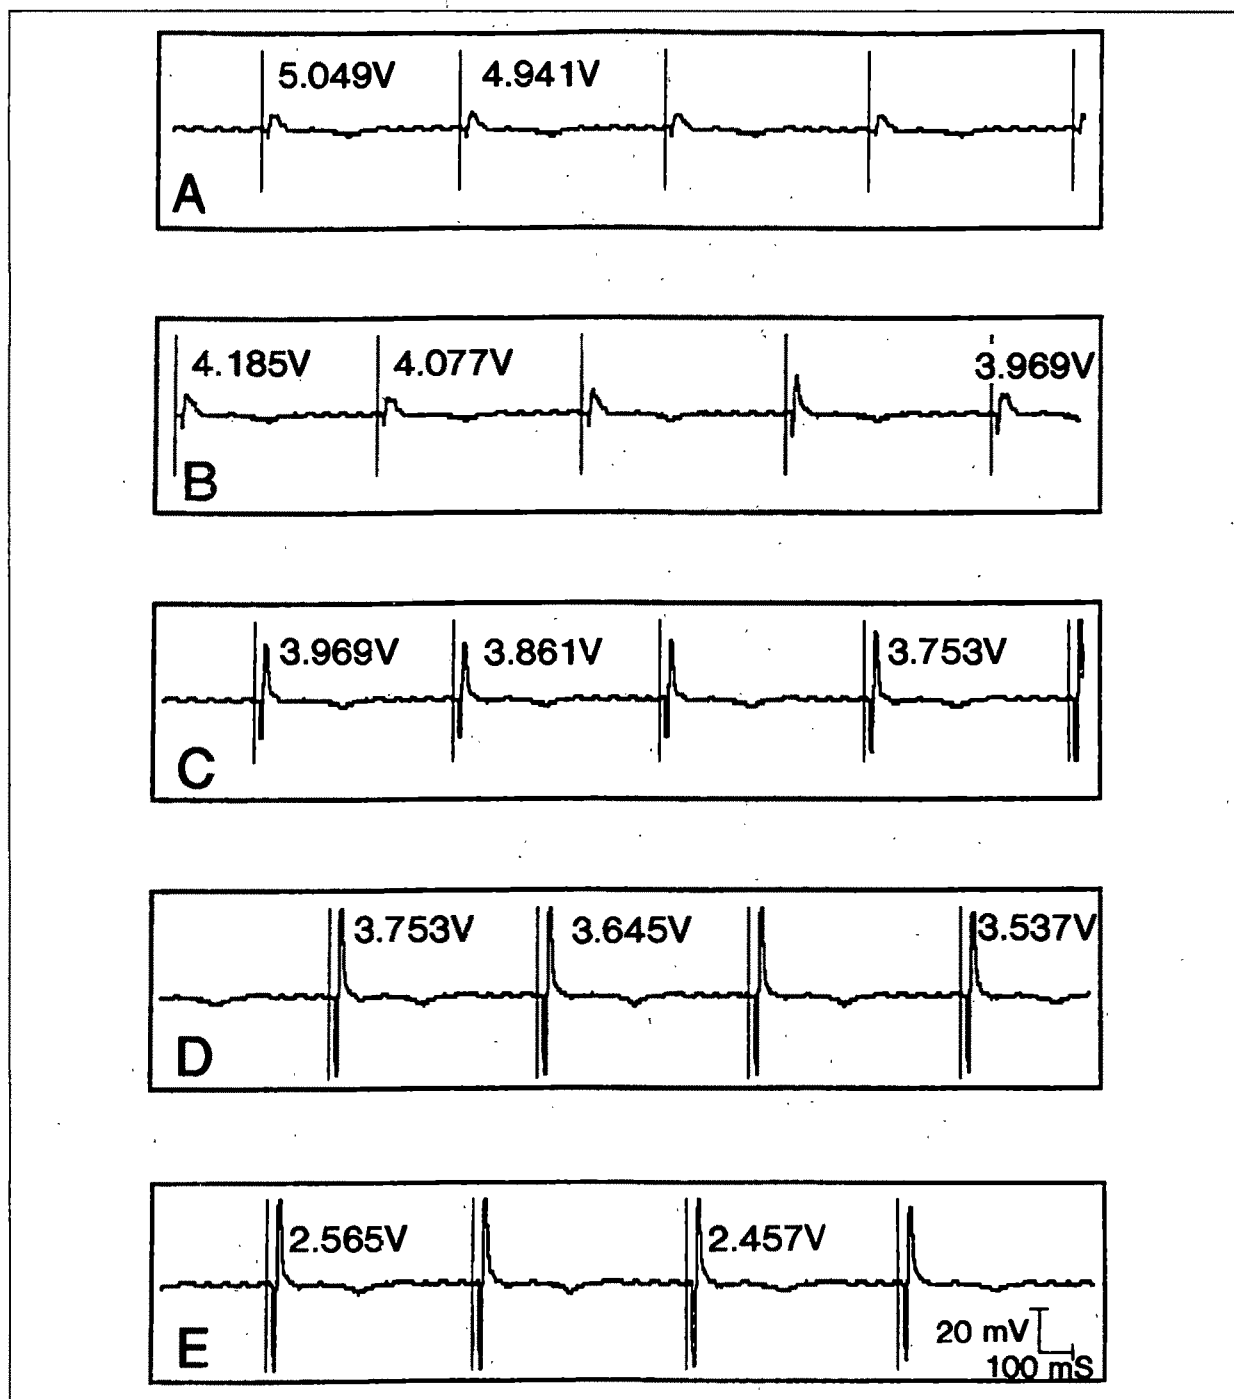 5.049V 4.941V
A
4.185V 4.077V 3.969V
B
3.969V 3.861V 3.753V
C
3.753V 3.645V 3.537V
D
2.565V 2.457V
E
20 mV
100 mS